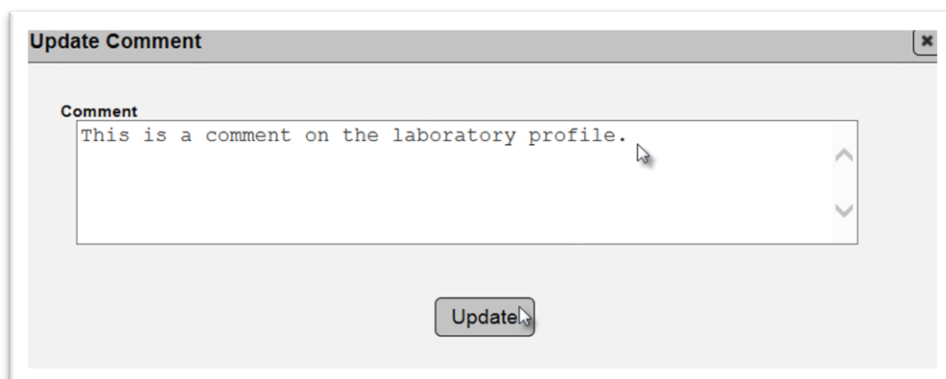 Update Comment
Comment
This is a comment on the laboratory profile.
Update